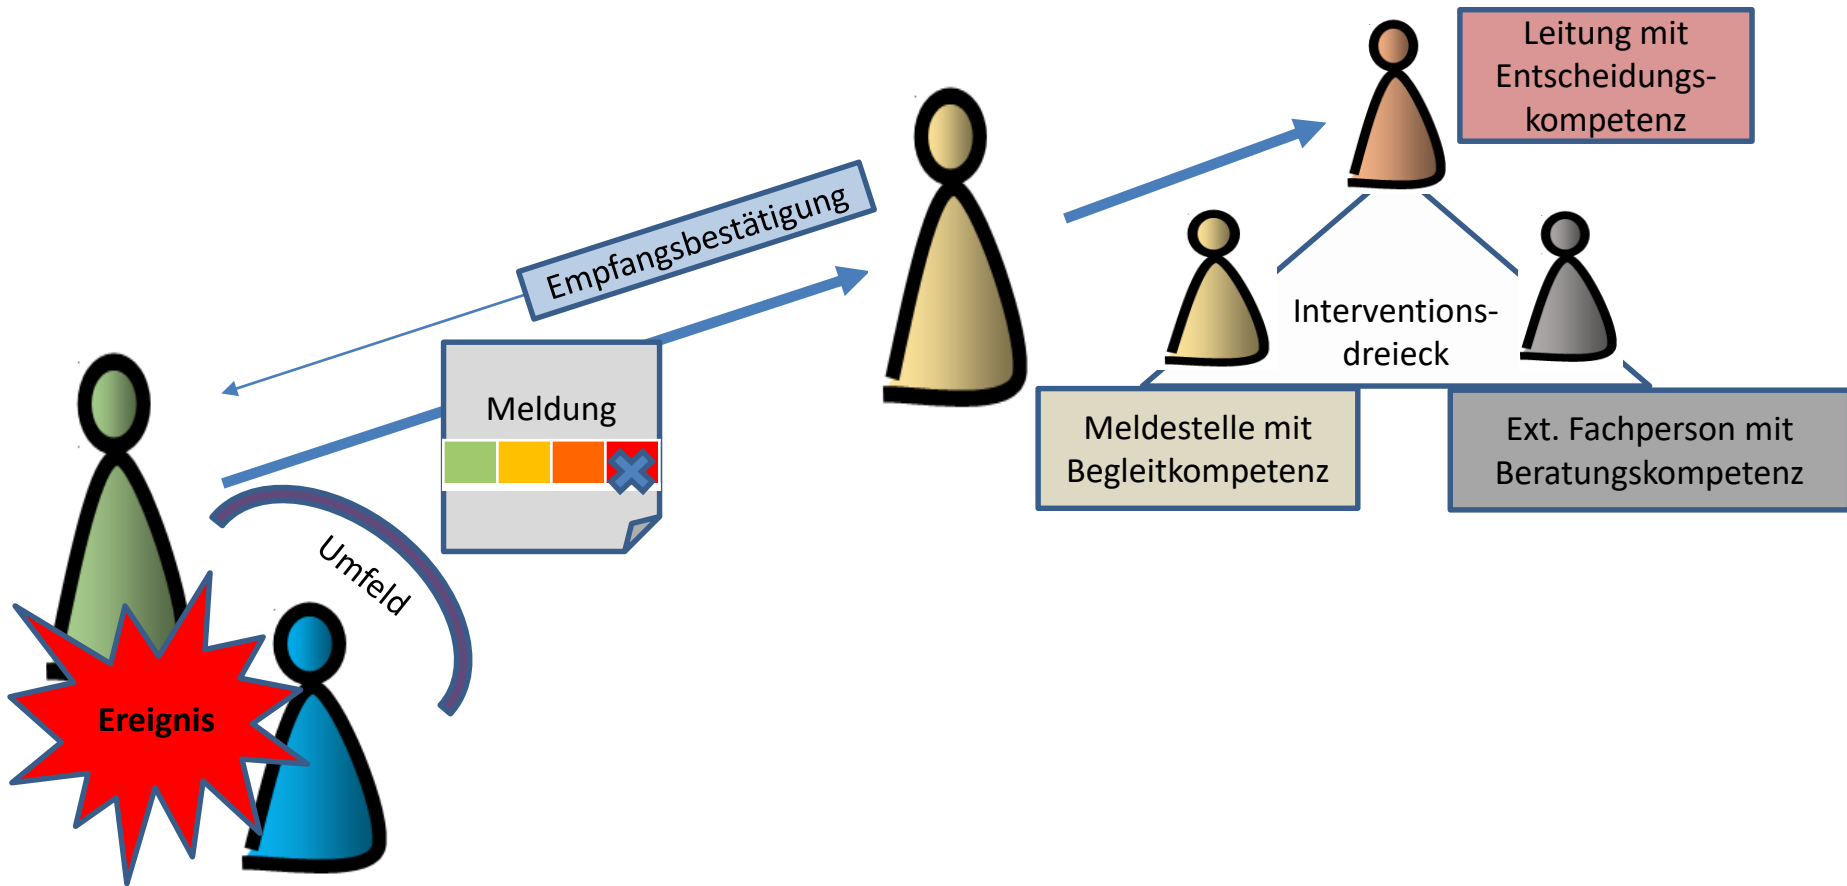 Leitung mit
Entscheidungs-
kompetenz
Empfangsbestätigung
Interventions-
dreieck
Meldung
Meldestelle mit
Begleitkompetenz
Ext. Fachperson mit
Beratungskompetenz
Umfeld
Ereignis